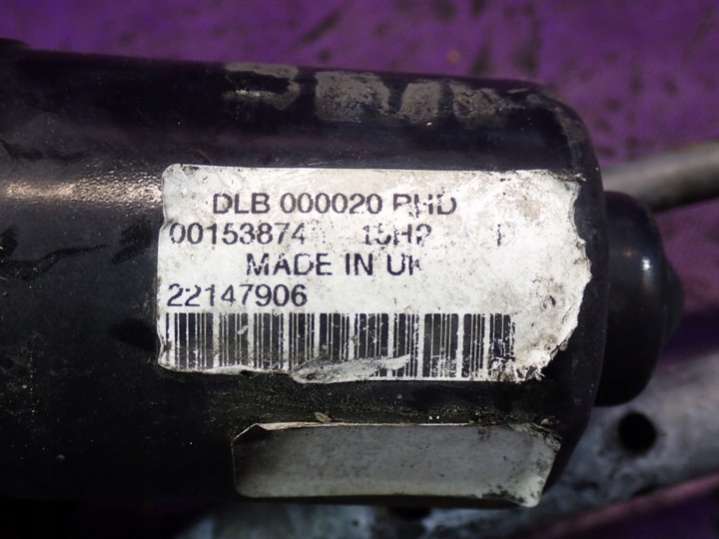 DLB 000020 RHD
00153874
MADE IN UK
22147906